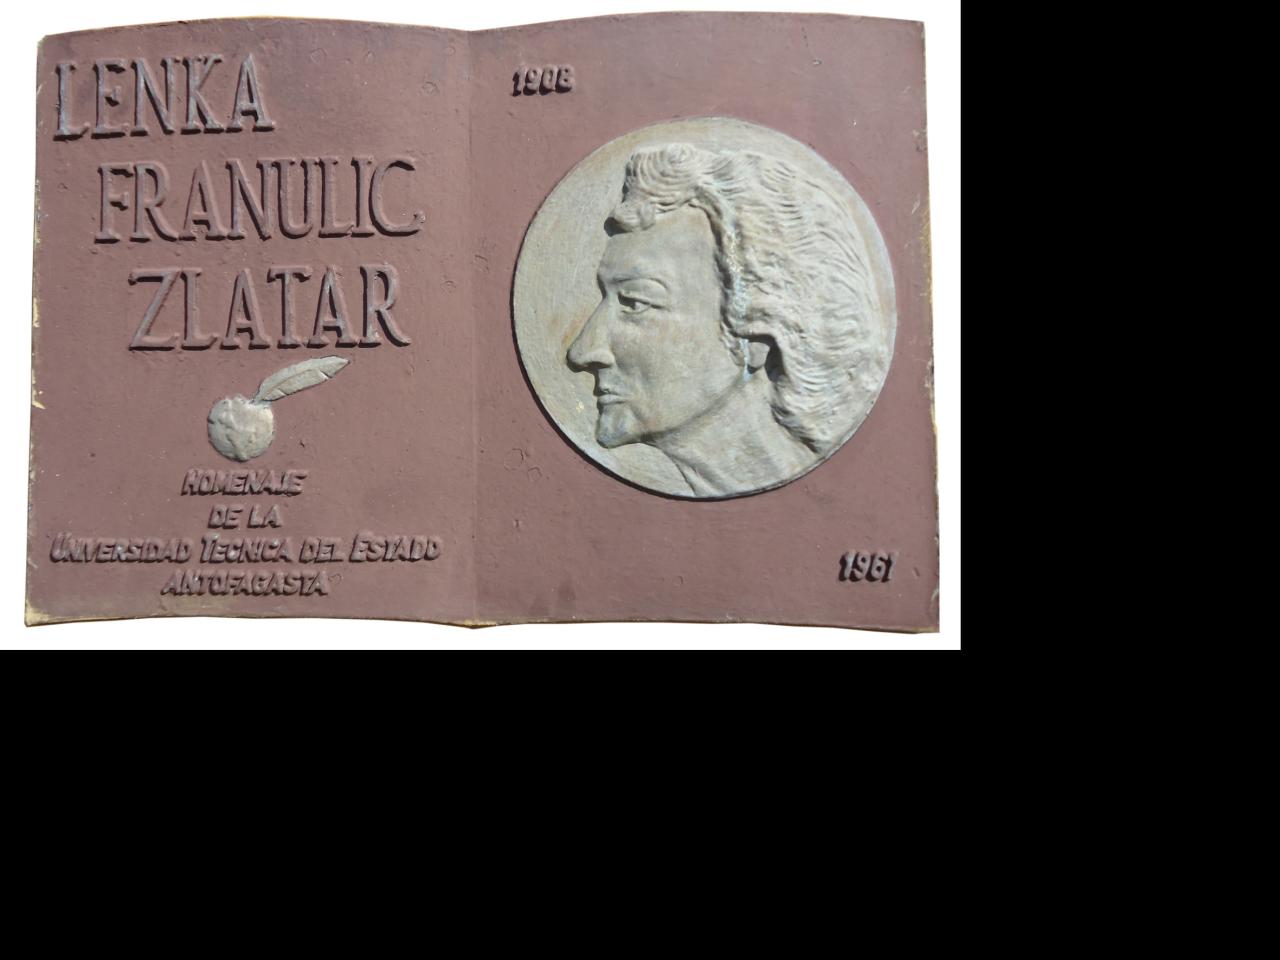 LENKA
FRANULIC
ZLATAR
HOMENAJE
DE LA
UNIVERSIDAD TECNICA DEL ESTADO
ANTOFAGASTA
1908
1961